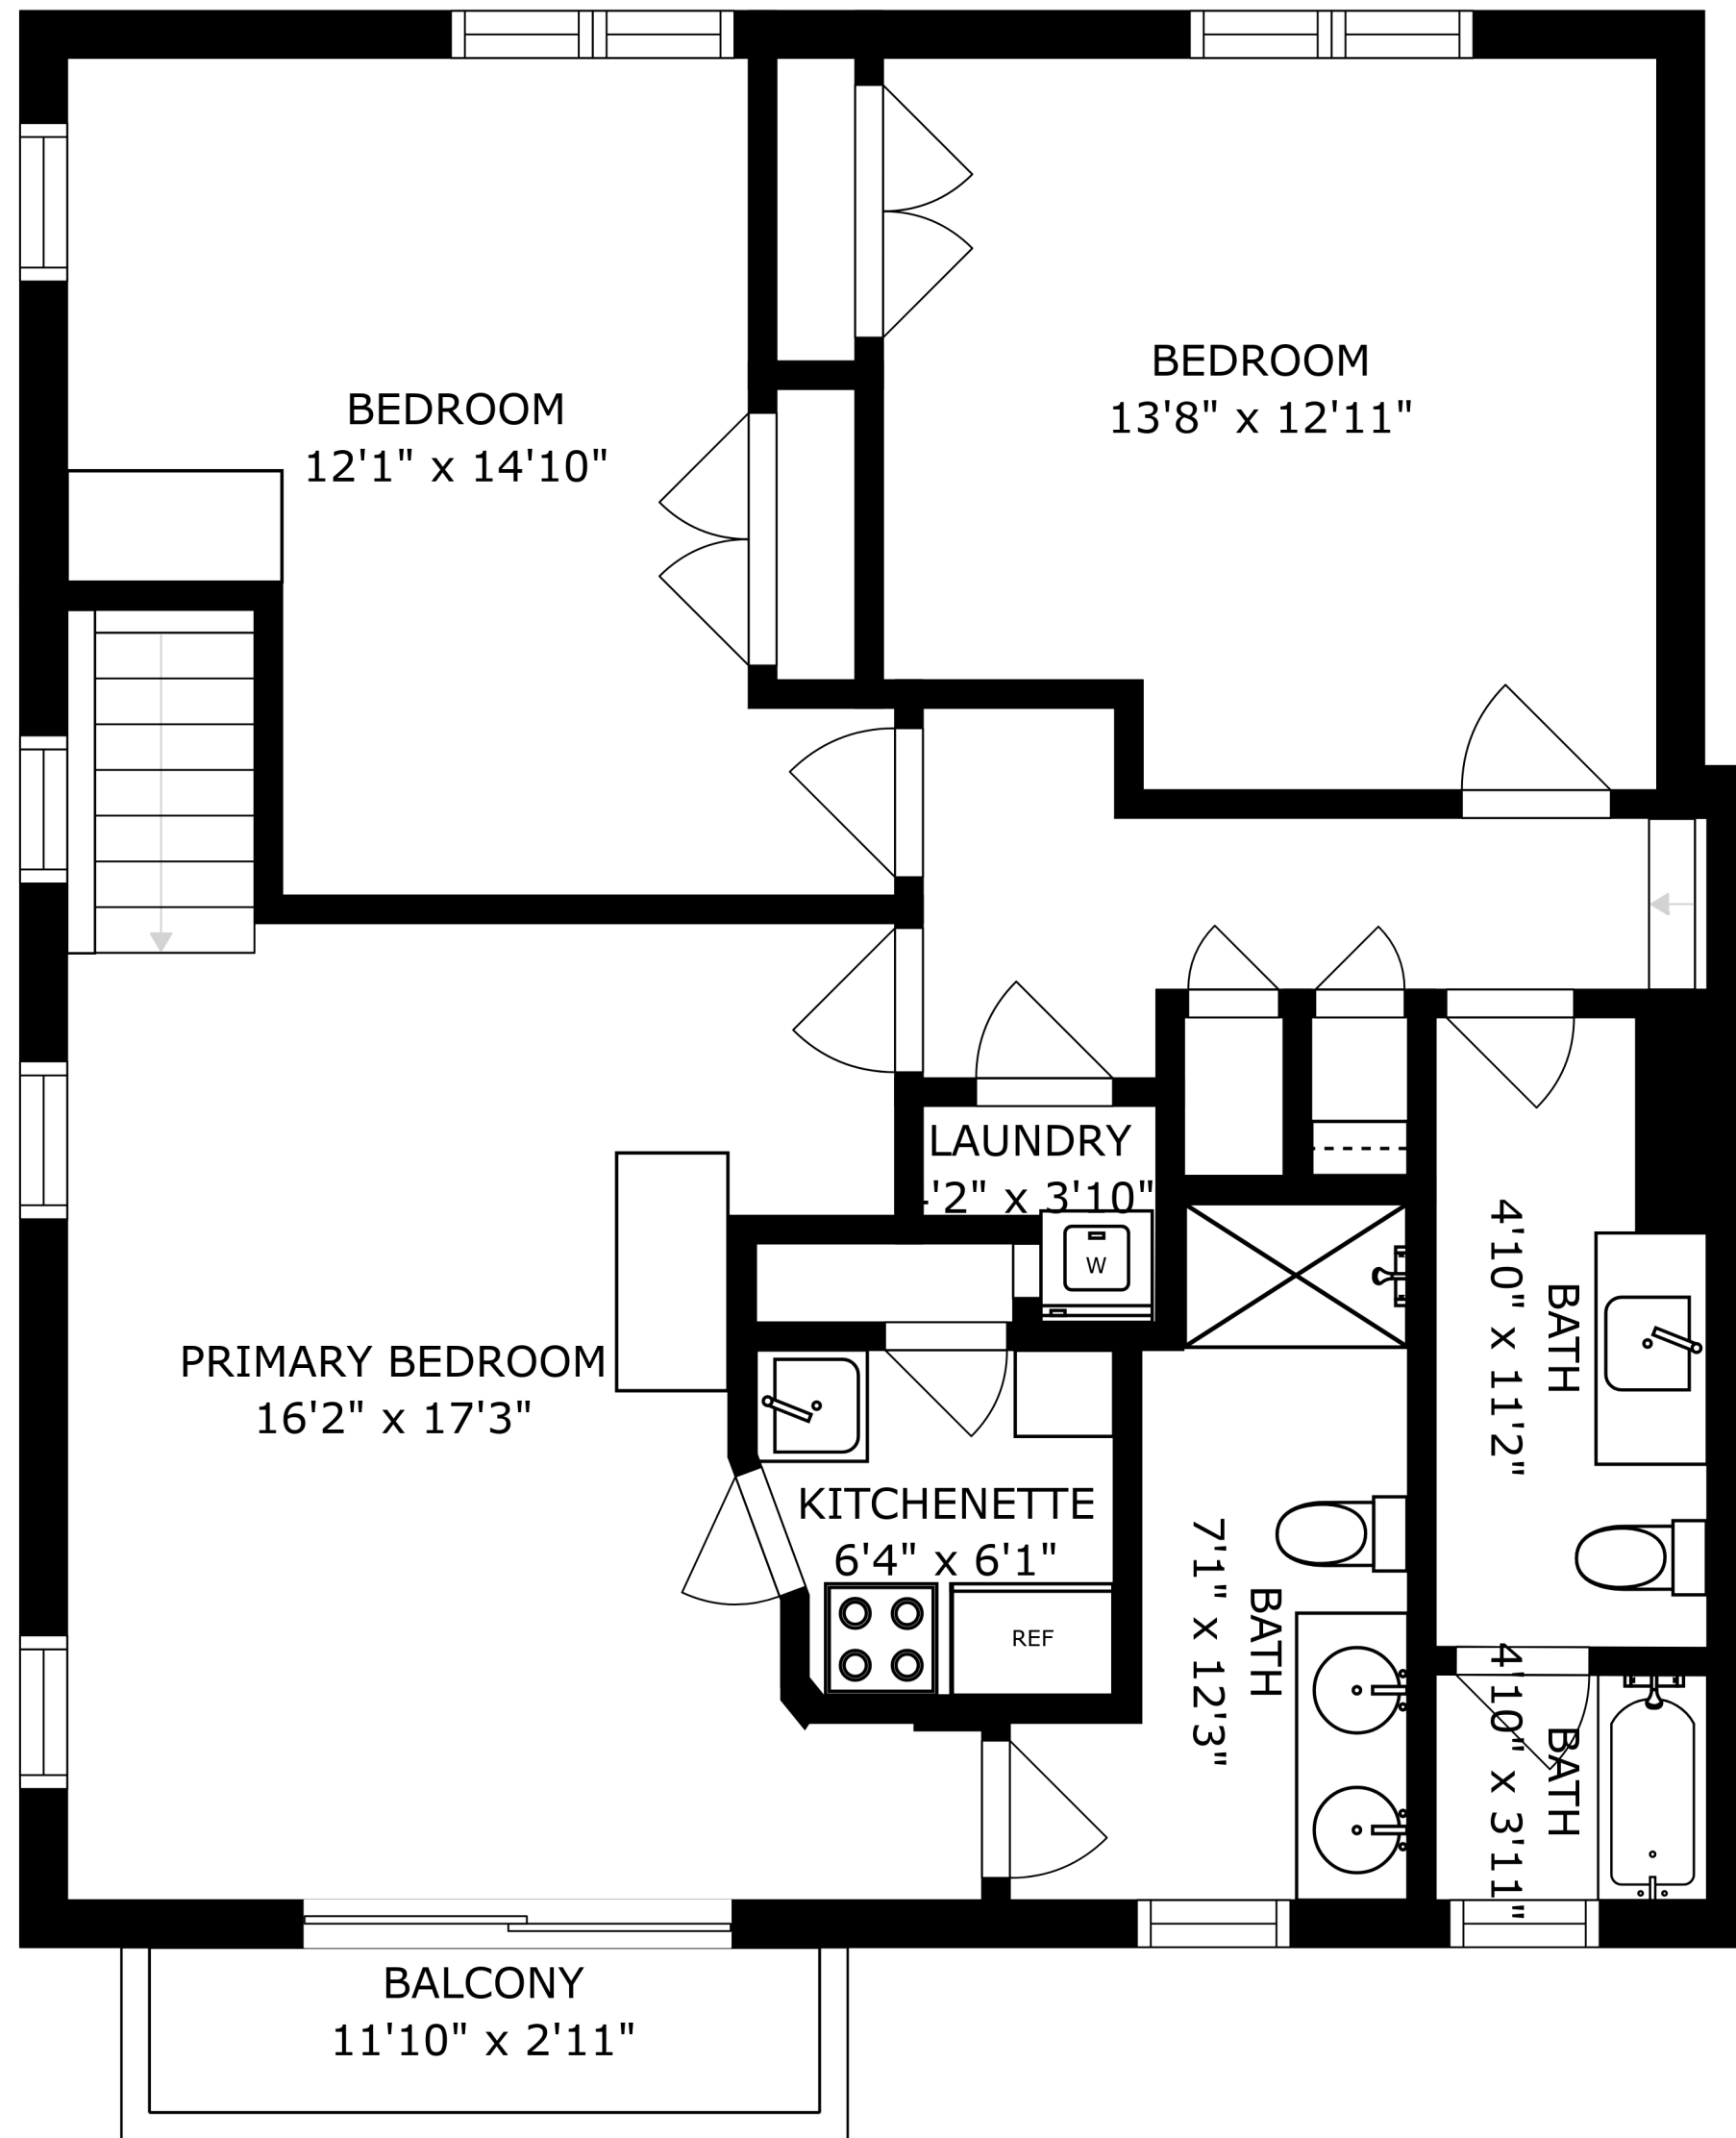 BEDROOM
12'1" x 14'10"
BEDROOM
13'8" x 12'11"
LAUNDRY
'2" x 3'10"
PRIMARY BEDROOM
16'2" x 17'3"
W
KITCHENETTE
6'4" x 6'1"
REF
BATH
7'1" x 12'3"
BATH
4'10" x 11'2"
BATH
4'10" x 3'11"
BALCONY
11'10" x 2'11"